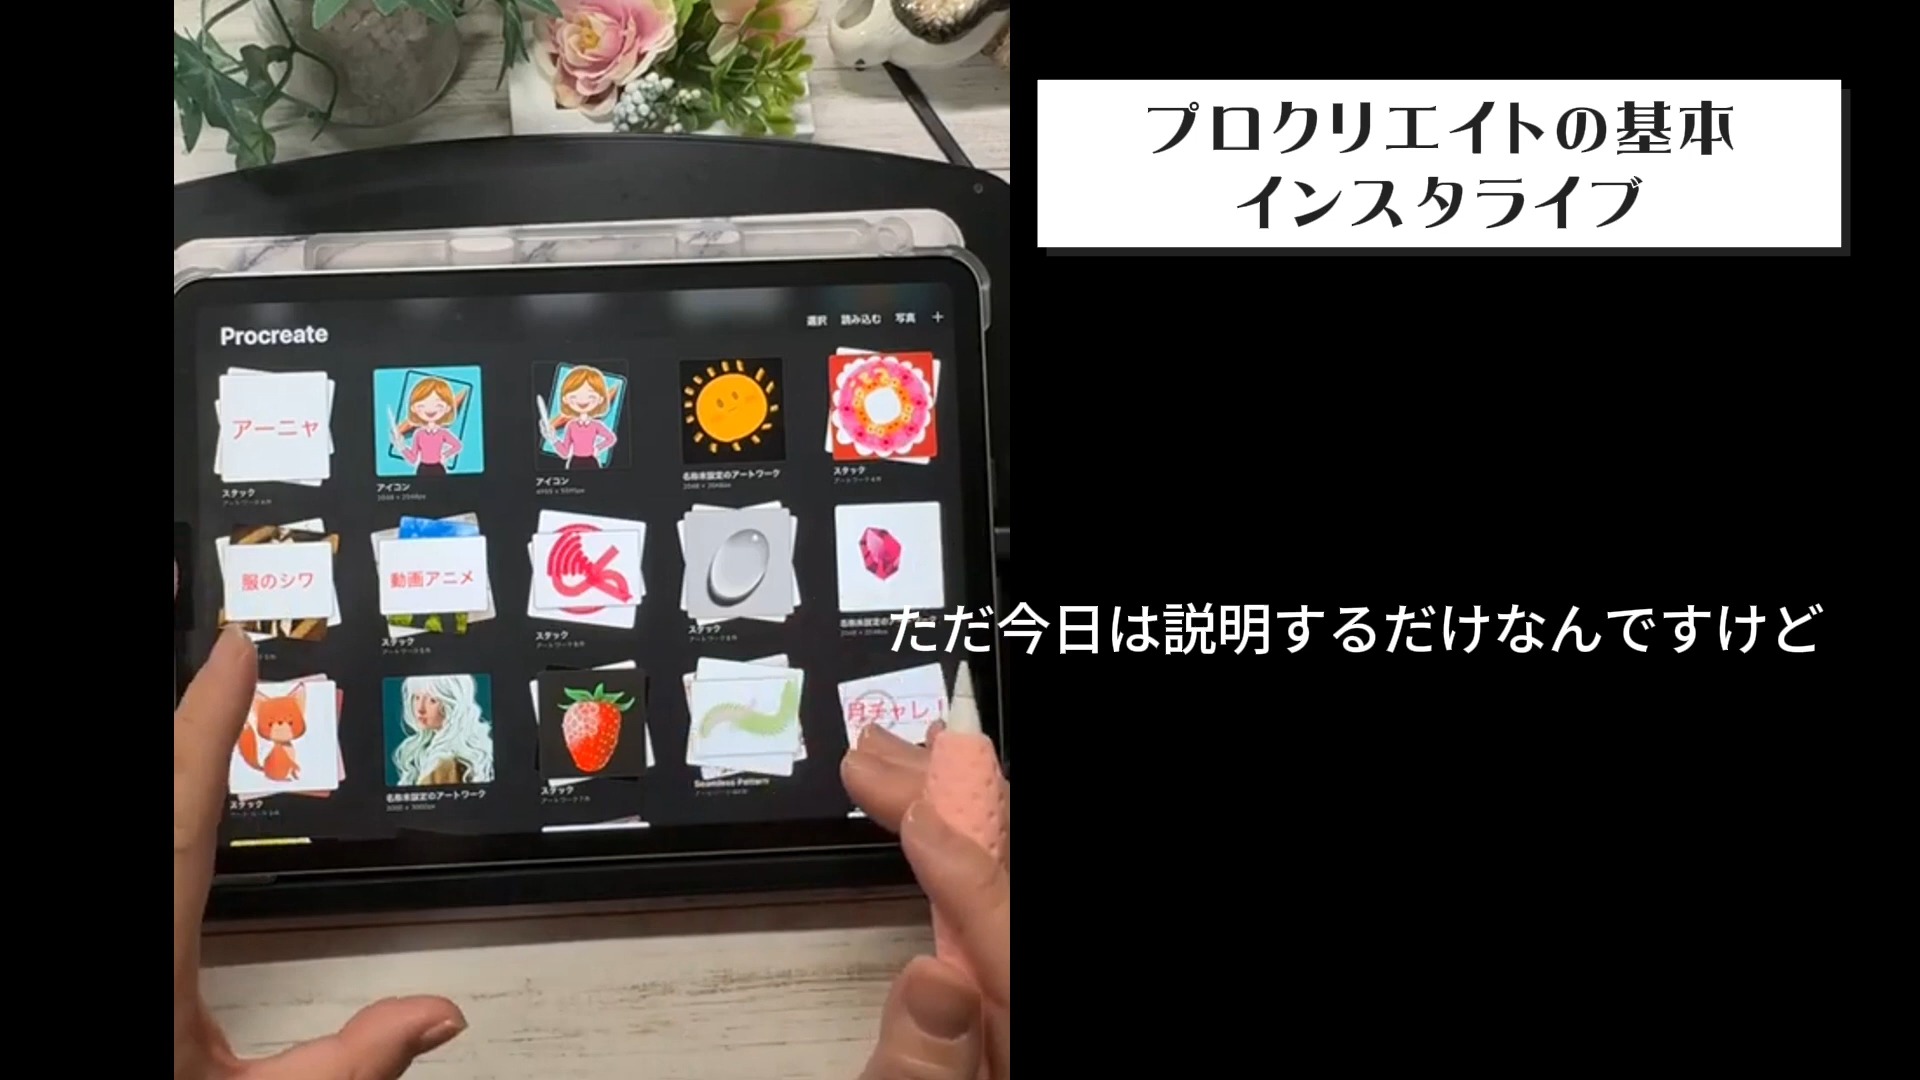 プロクリエイトの基本
インスタライブ
Procreate
選択 読み込む 写真 +
アーニャ
スタック
アイコン
アイコン
名称未設定のアートワーク
スタック
服のシワ
動画アニメ
スタック
スタック
スタック
ただ今日は説明するだけなんですけど
月チャレ!
スタック
名称未設定のアートワーク
スタック
Seamless Pattern